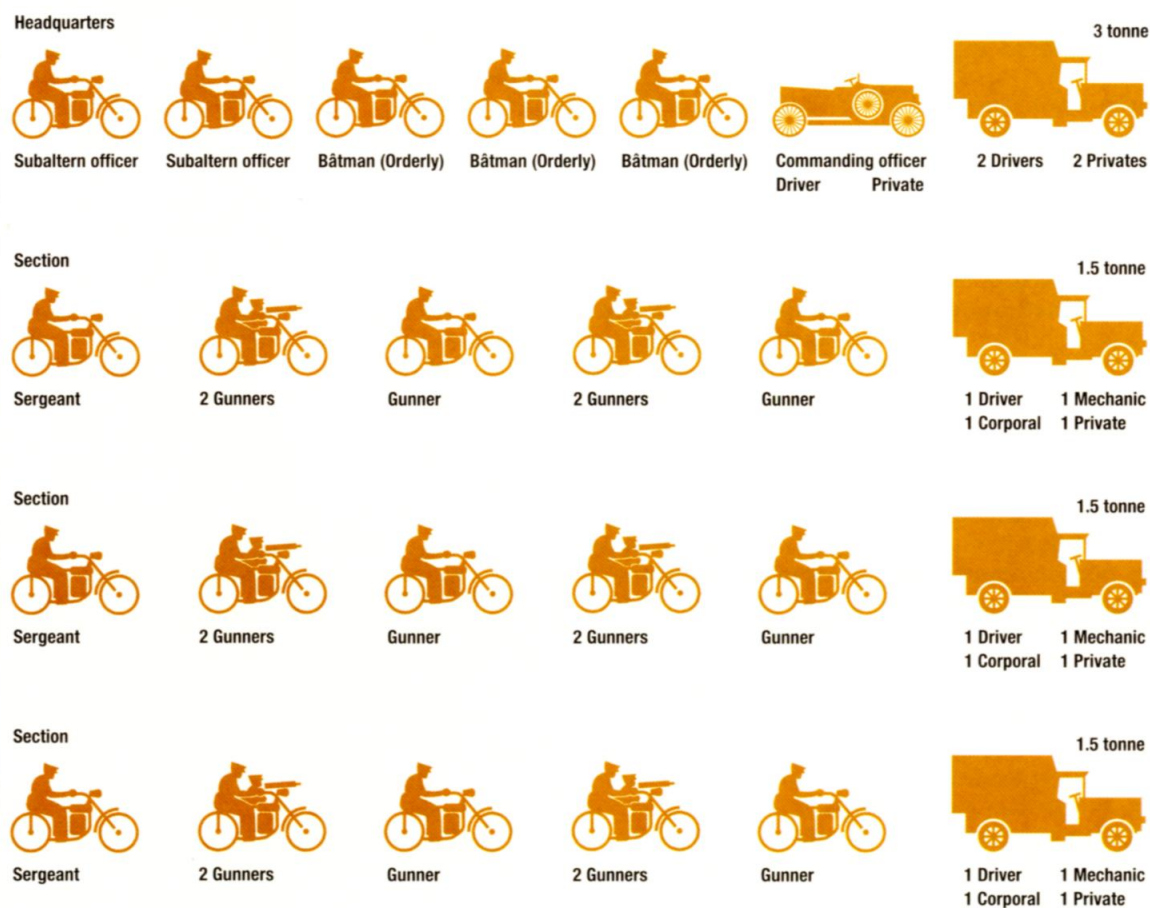 Headquarters
3 tonne
Subaltern officer Subaltern officer Bâtman (Orderly) Bâtman (Orderly) Bâtman (Orderly) Commanding officer 2 Drivers 2 Privates
Driver Private
Section
1.5 tonne
Sergeant 2 Gunners Gunner 2 Gunners Gunner 1 Driver 1 Mechanic
1 Corporal 1 Private
Section
1.5 tonne
Sergeant 2 Gunners Gunner 2 Gunners Gunner 1 Driver 1 Mechanic
1 Corporal 1 Private
Section
1.5 tonne
Sergeant 2 Gunners Gunner 2 Gunners Gunner 1 Driver 1 Mechanic
1 Corporal 1 Private